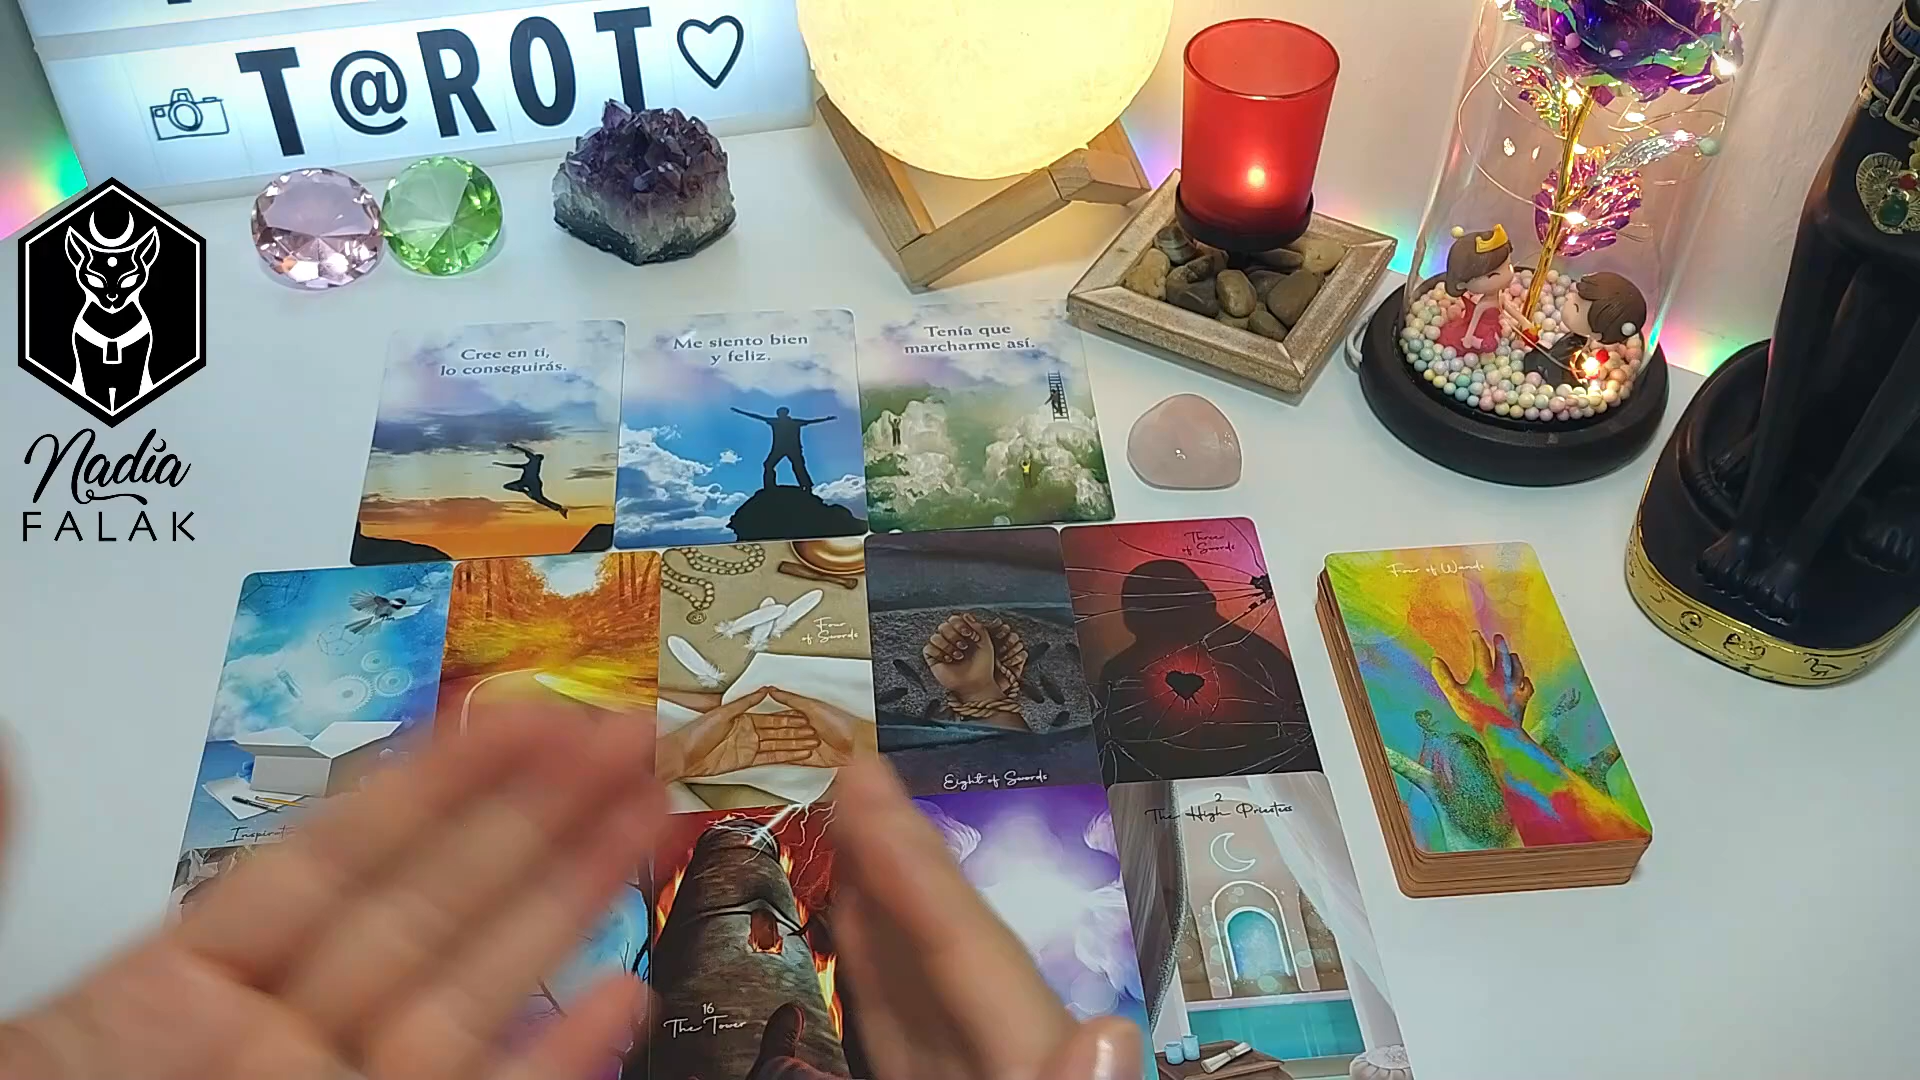 T@ROT
Nadia
FALAK
Cree en ti,
lo conseguirás.
Me siento bien
y feliz.
Tenía que
marcharme así.
Four
of Swords
Eight of Swords
Three
of Swords
Four of Wands
16
The Tower
2
The High Priestess